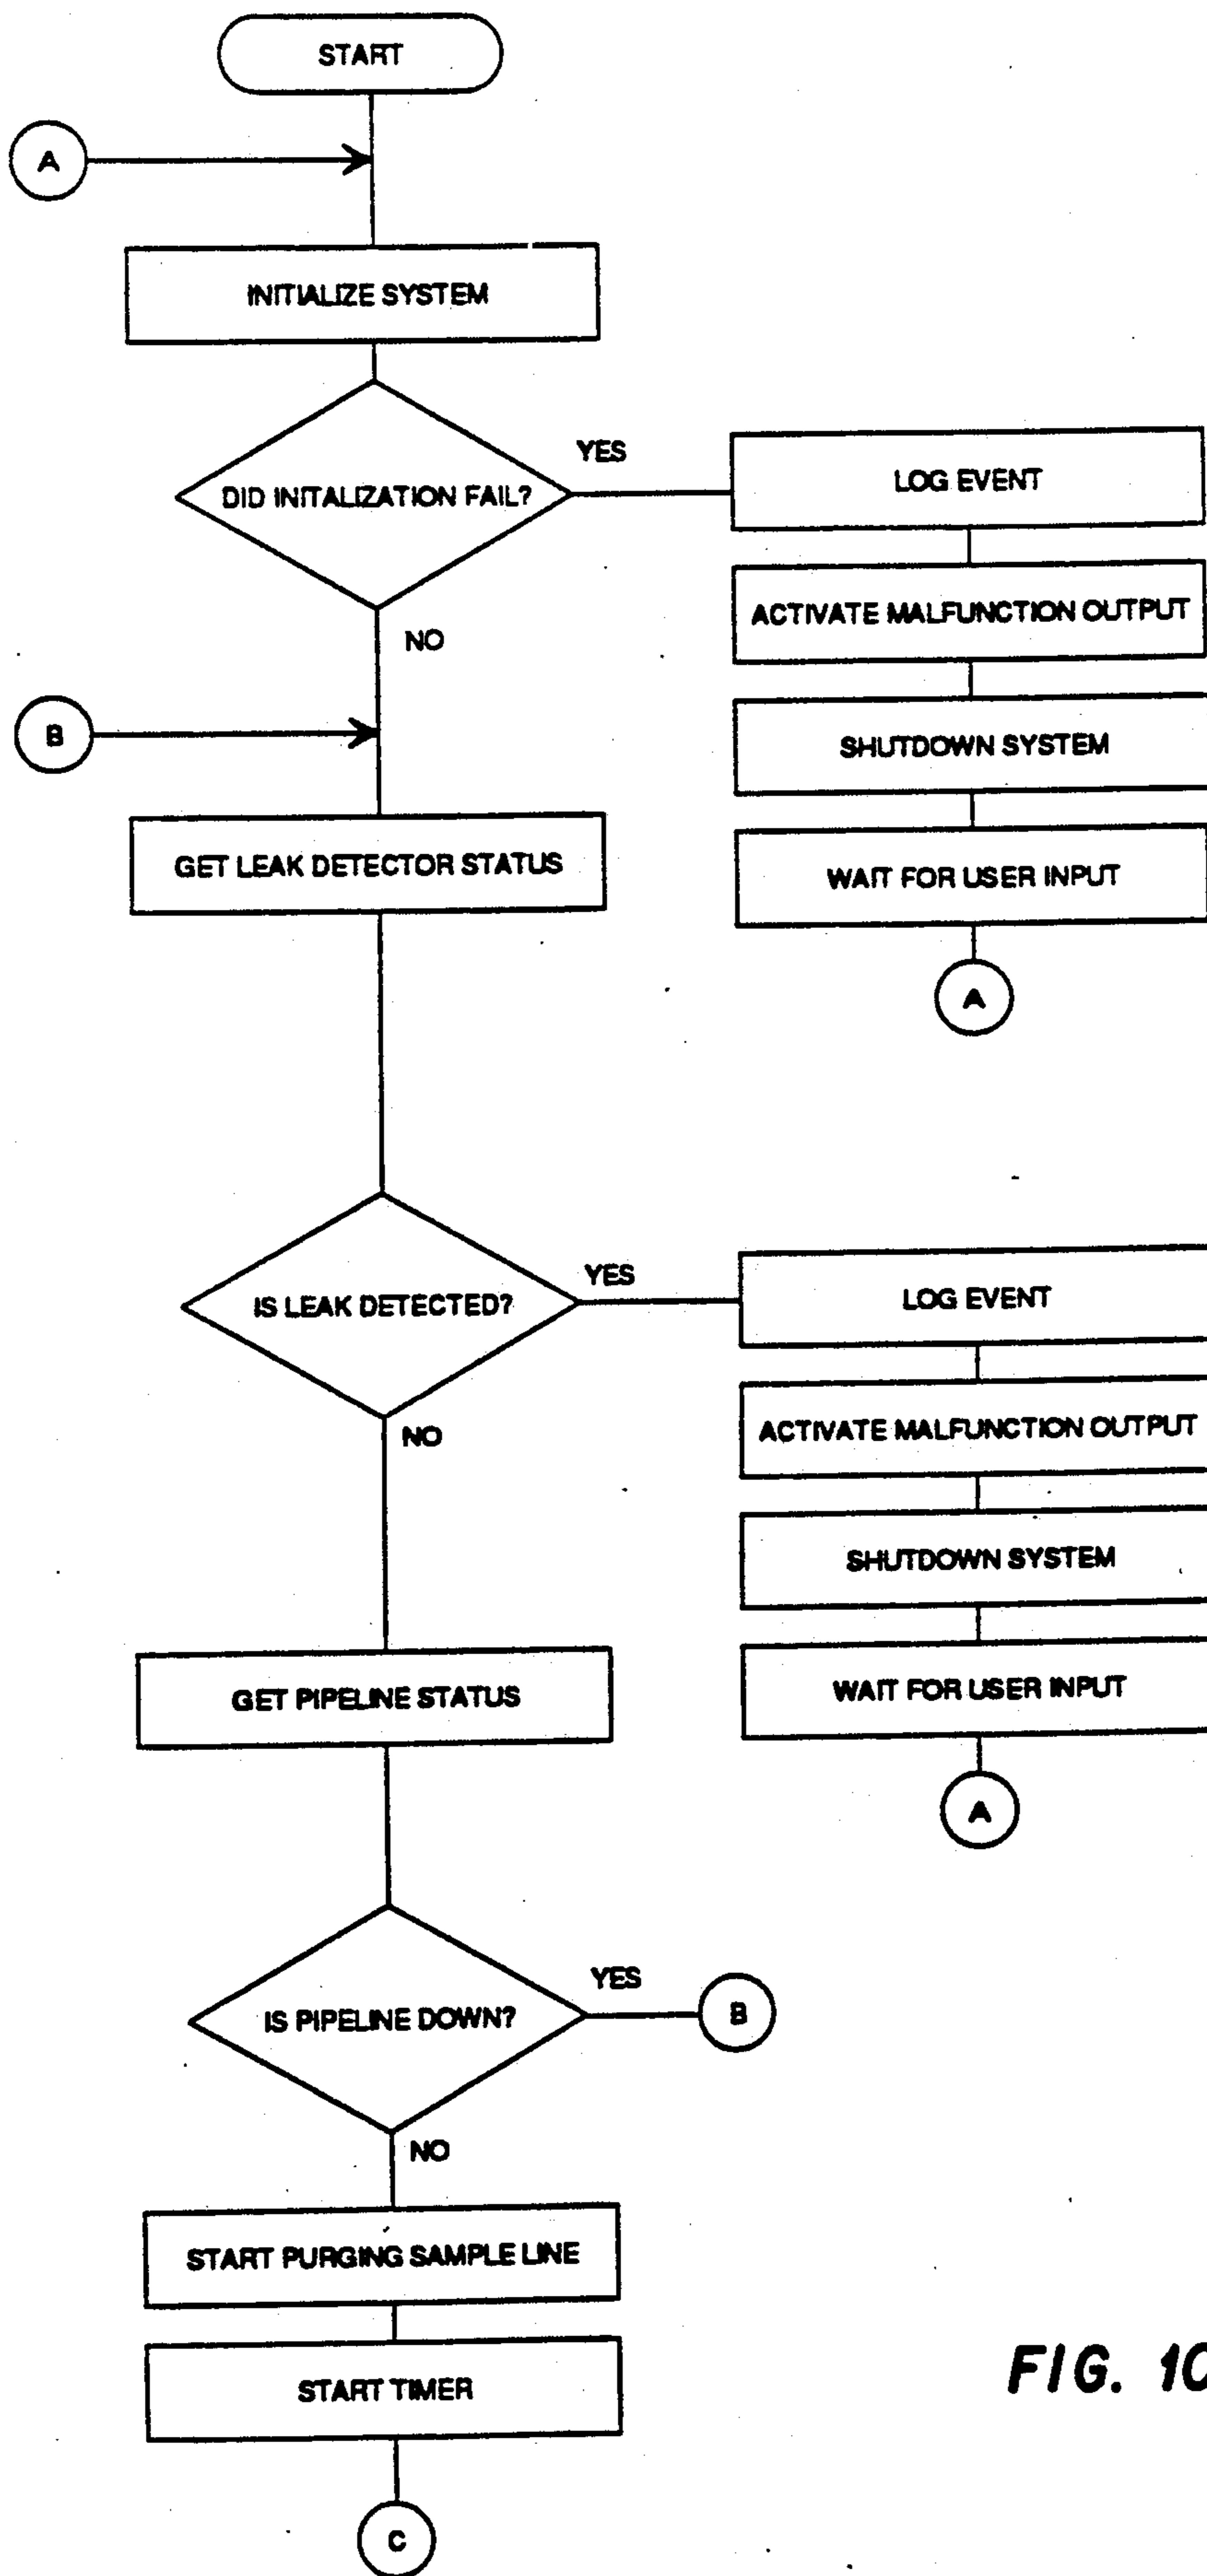 START
A
INITIALIZE SYSTEM
DID INITALIZATION FAIL?
YES
LOG EVENT
ACTIVATE MALFUNCTION OUTPUT
SHUTDOWN SYSTEM
WAIT FOR USER INPUT
A
NO
B
GET LEAK DETECTOR STATUS
IS LEAK DETECTED?
YES
LOG EVENT
ACTIVATE MALFUNCTION OUTPUT
SHUTDOWN SYSTEM
WAIT FOR USER INPUT
A
NO
GET PIPELINE STATUS
IS PIPELINE DOWN?
YES
B
NO
START PURGING SAMPLE LINE
START TIMER
C
FIG. 10